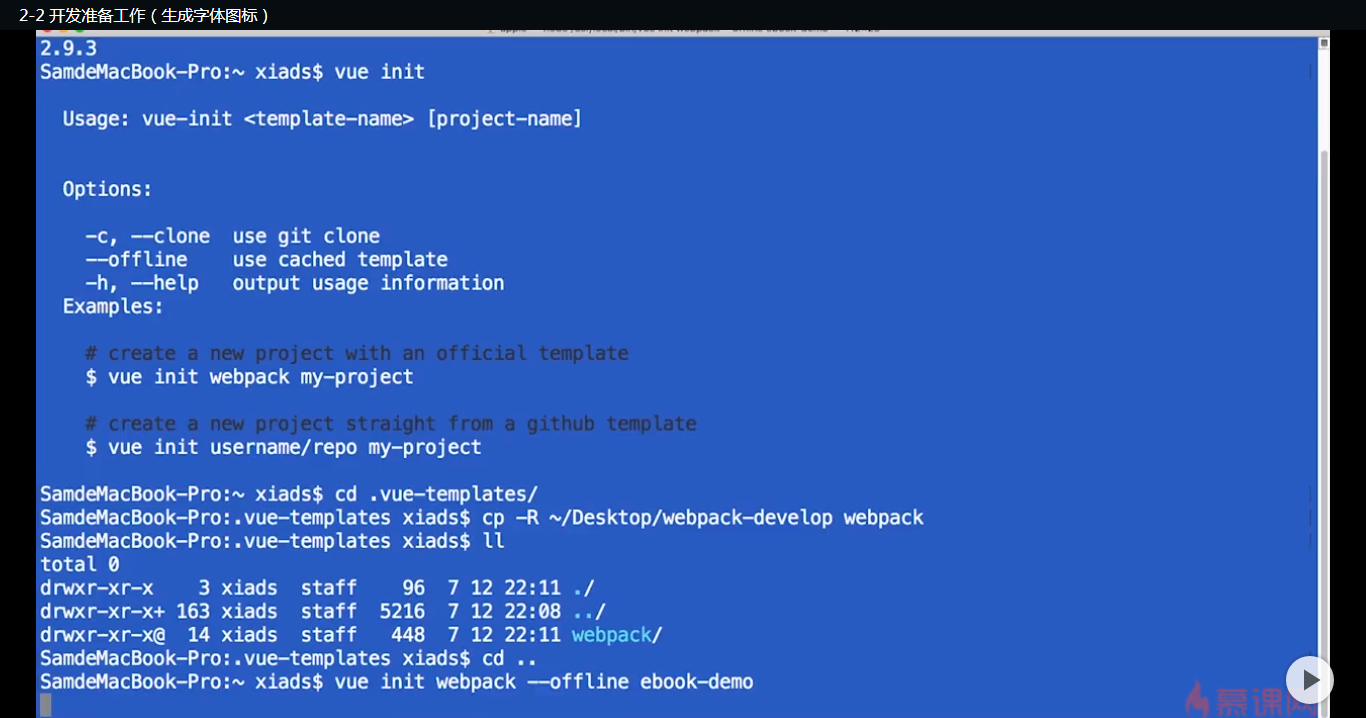 2-2 开发准备工作 ( 生成字体图标 )
2.9.3
SamdeMacBook-Pro:~ xiads$ vue init
Usage: vue-init <template-name> [project-name]
Options:
-c, --clone  use git clone
--offline    use cached template
-h, --help   output usage information
Examples:
# create a new project with an official template
$ vue init webpack my-project
# create a new project straight from a github template
$ vue init username/repo my-project
SamdeMacBook-Pro:~ xiads$ cd .vue-templates/
SamdeMacBook-Pro:.vue-templates xiads$ cp -R ~/Desktop/webpack-develop webpack
SamdeMacBook-Pro:.vue-templates xiads$ ll
total 0
drwxr-xr-x    3 xiads  staff    96  7 12 22:11 ./
drwxr-xr-x+ 163 xiads  staff  5216  7 12 22:08 ../
drwxr-xr-x@  14 xiads  staff   448  7 12 22:11 webpack/
SamdeMacBook-Pro:.vue-templates xiads$ cd ..
SamdeMacBook-Pro:~ xiads$ vue init webpack --offline ebook-demo
慕课网